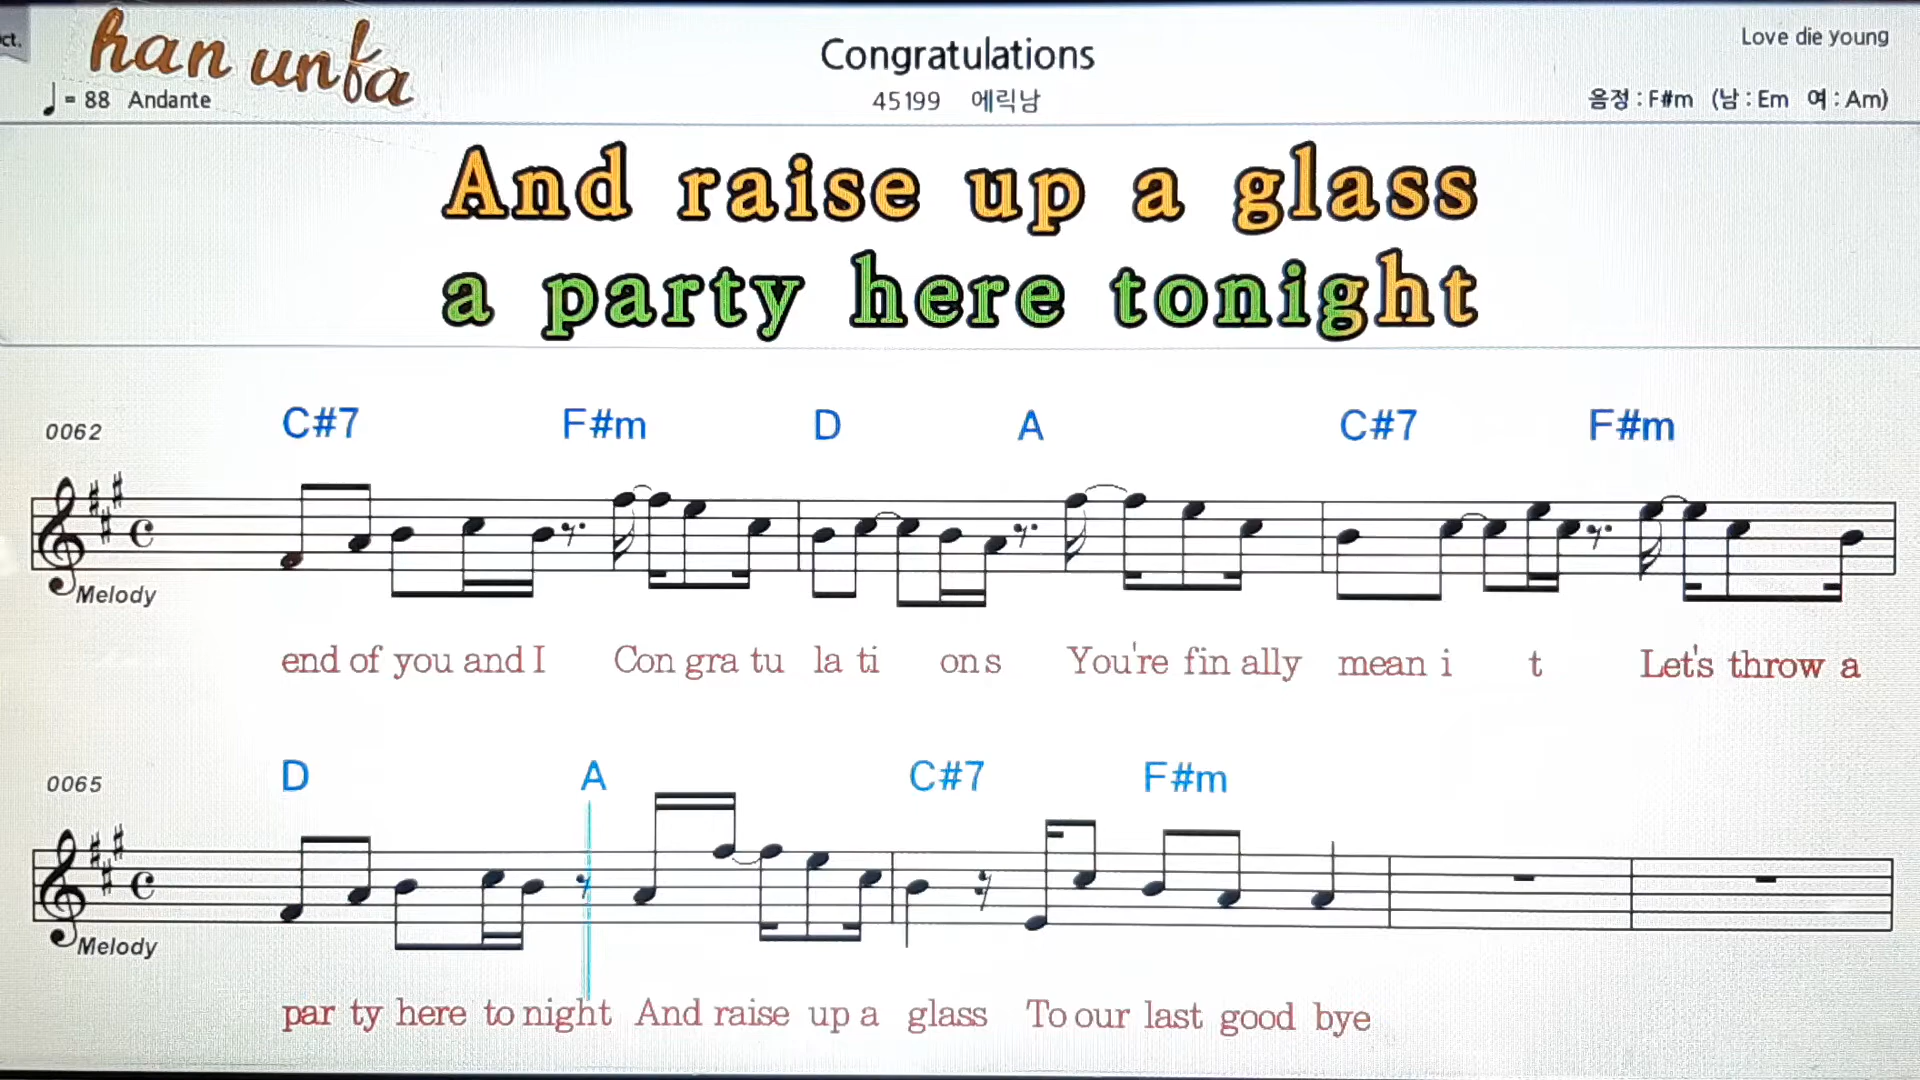 ct.
han unfa
Congratulations
Love die young
= 88 Andante
45199 에릭남
음정 : F#m (남 : Em 여 : Am)
And raise up a glass
a party here tonight
C#7 F#m D A C#7 F#m
0062
Melody
end of you and I Con gra tu la ti on s You're fin ally mean i t Let's throw a
D A C#7 F#m
0065
Melody
par ty here to night And raise up a glass To our last good bye